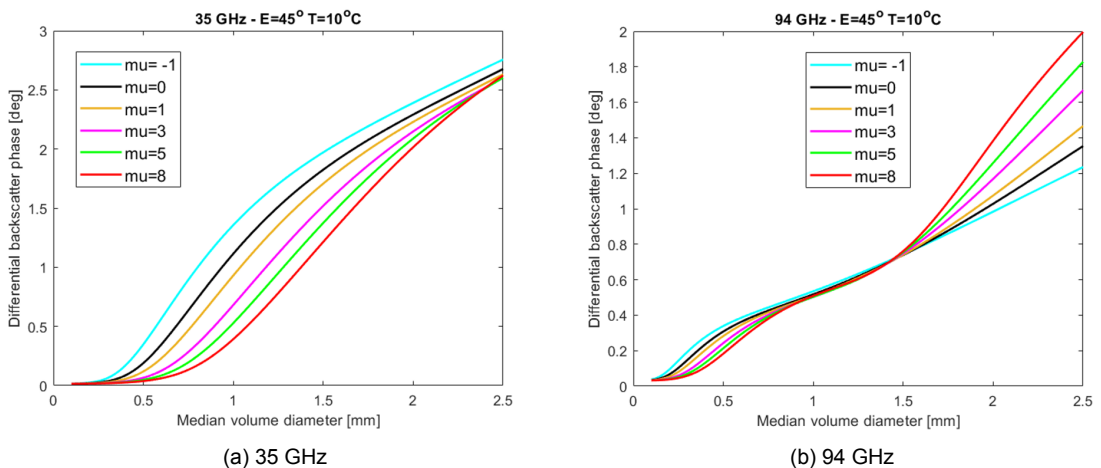 35 GHz - E=45° T=10°C
Differential backscatter phase [deg]
3
2.5
2
1.5
1
0.5
0
mu= -1
mu=0
mu=1
mu=3
mu=5
mu=8
0 0.5 1 1.5 2 2.5
Median volume diameter [mm]
(a) 35 GHz
94 GHz - E=45° T=10°C
Differential backscatter phase [deg]
2
1.8
1.6
1.4
1.2
1
0.8
0.6
0.4
0.2
0
mu= -1
mu=0
mu=1
mu=3
mu=5
mu=8
0 0.5 1 1.5 2 2.5
Median volume diameter [mm]
(b) 94 GHz